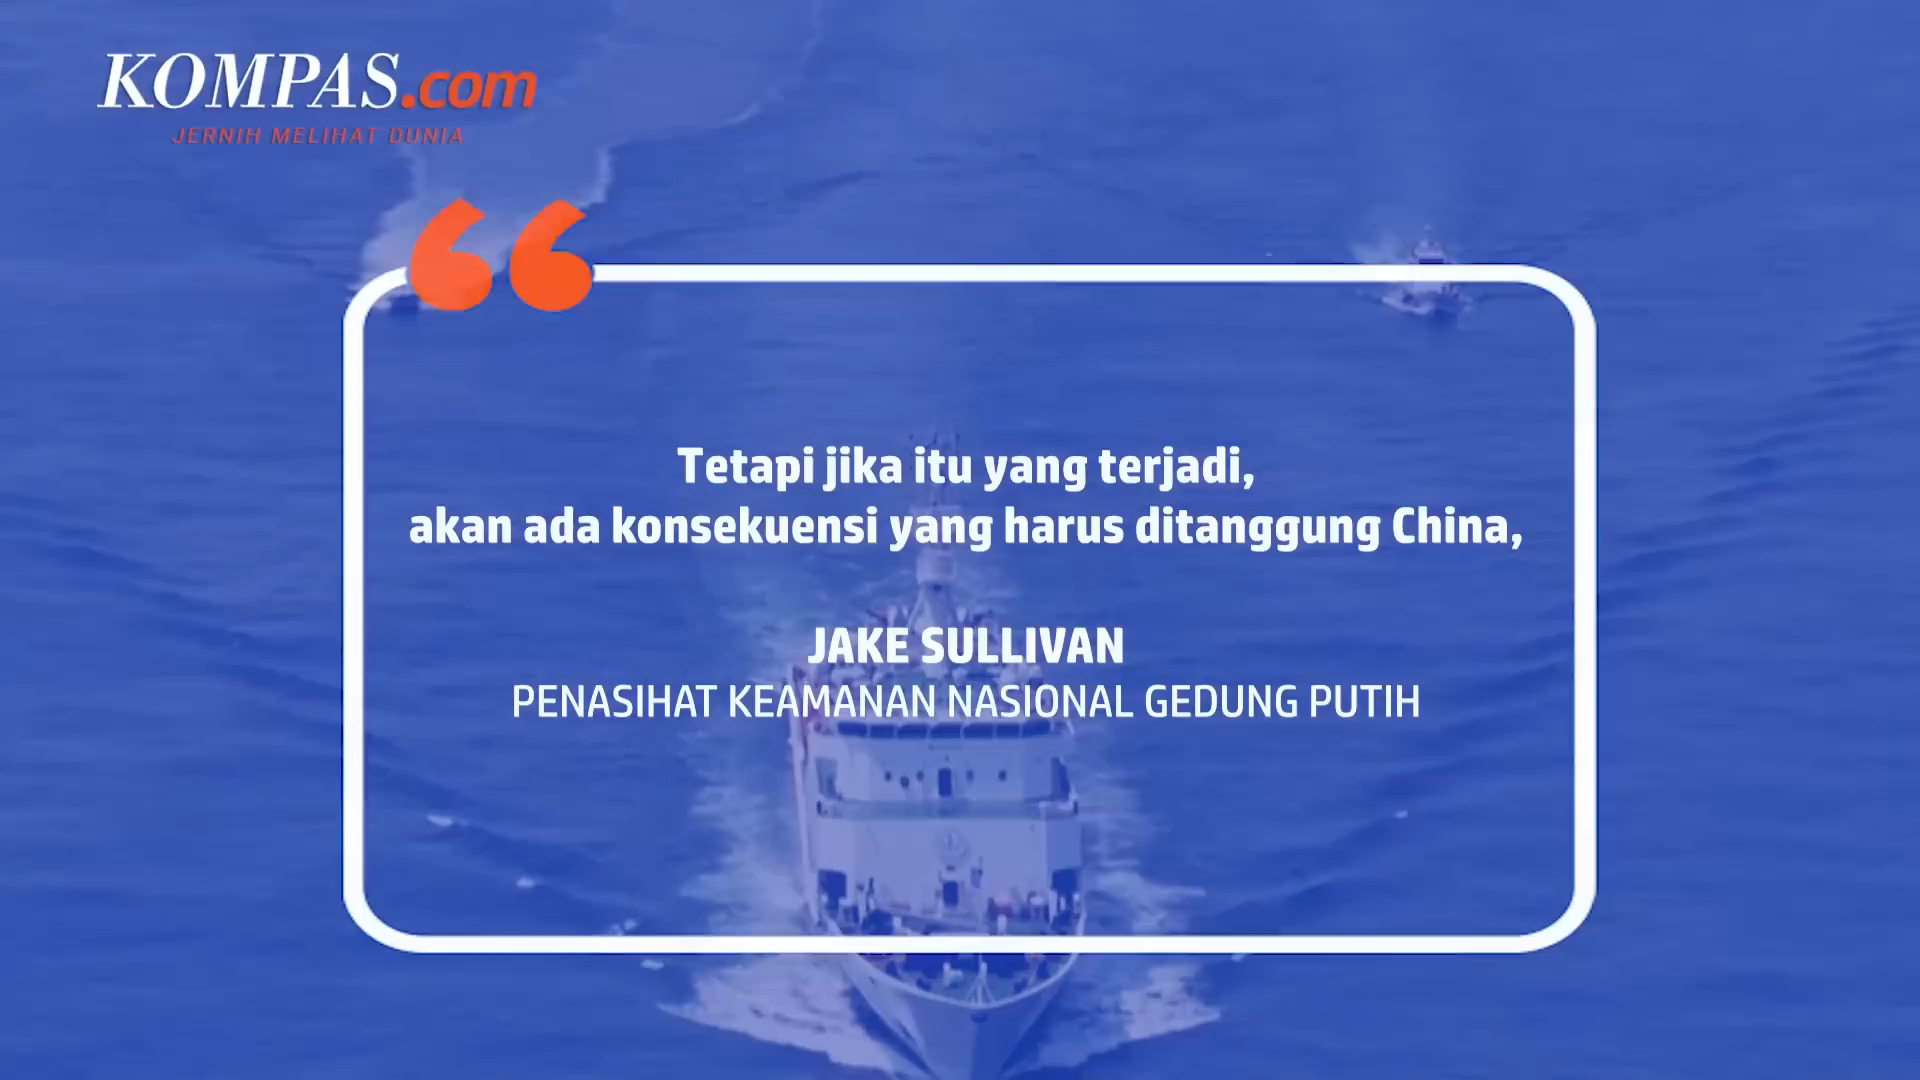 KOMPAS.com
JERNIH MELIHAT DUNIA
Tetapi jika itu yang terjadi,
akan ada konsekuensi yang harus ditanggung China,
JAKE SULLIVAN
PENASIHAT KEAMANAN NASIONAL GEDUNG PUTIH